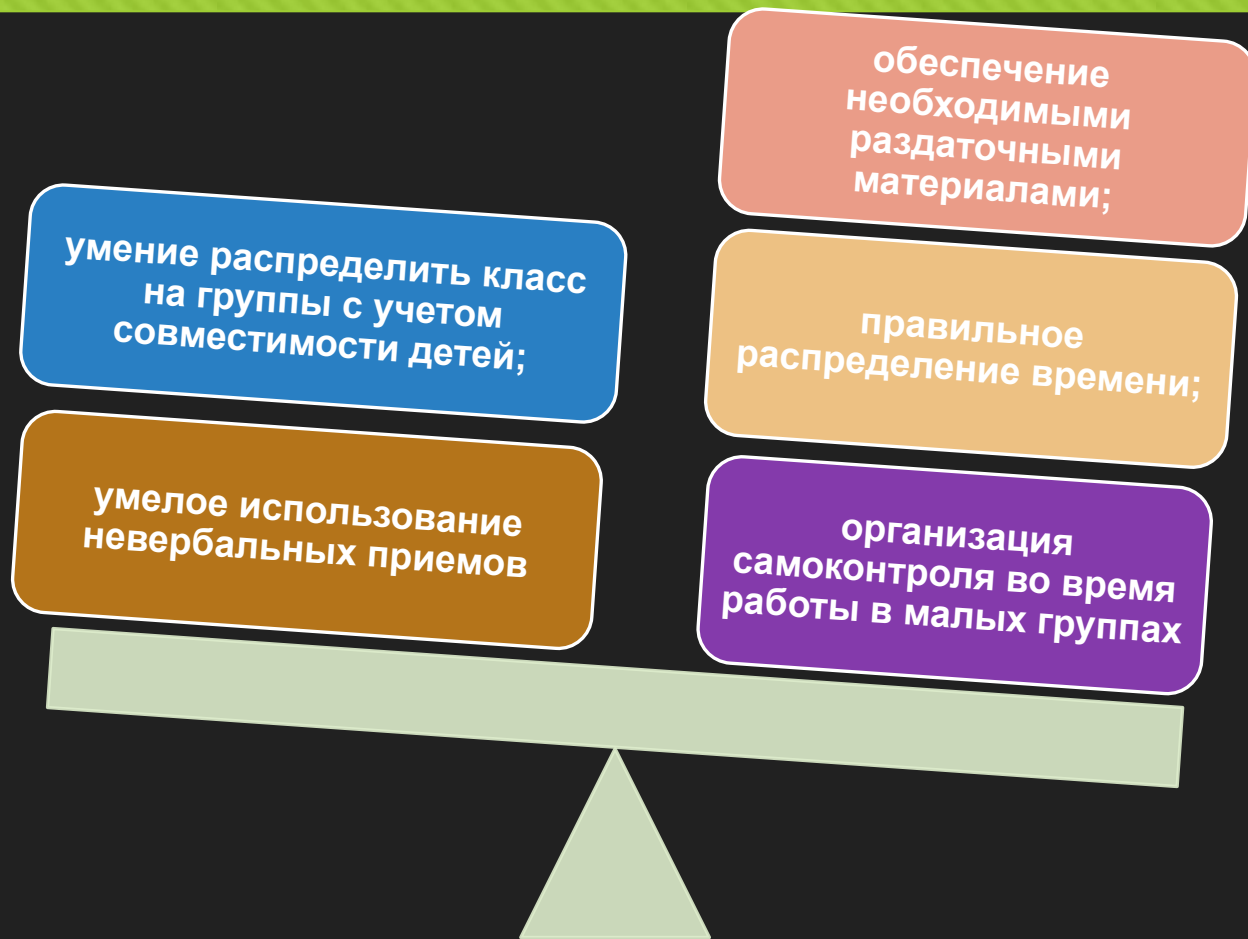 умение распределить класс
на группы с учетом
совместимости детей;
умелое использование
невербальных приемов
обеспечение
необходимыми
раздаточными
материалами;
правильное
распределение времени;
организация
самоконтроля во время
работы в малых группах